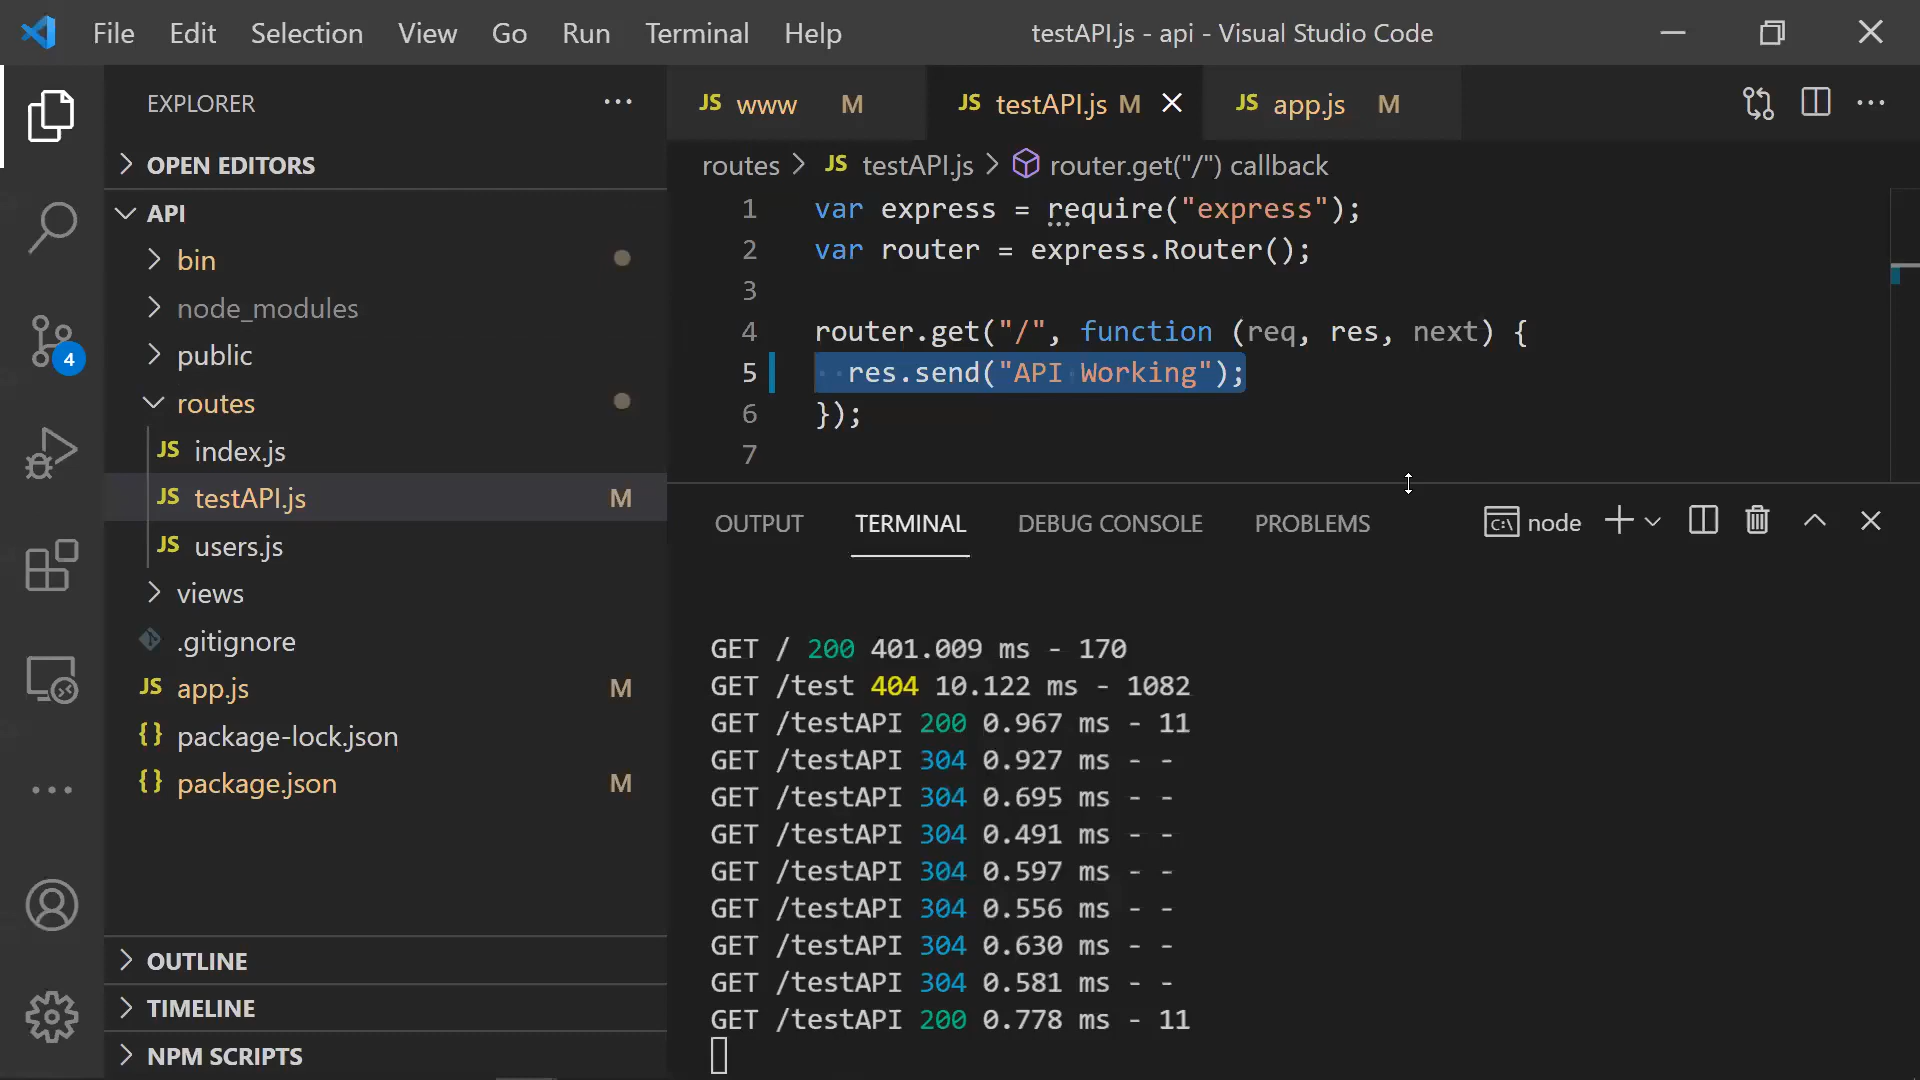 File Edit Selection View Go Run Terminal Help
testAPI.js - api - Visual Studio Code
EXPLORER
OPEN EDITORS
API
bin
node_modules
public
routes
JS index.js
JS testAPI.js M
JS users.js
views
.gitignore
JS app.js M
{} package-lock.json
{} package.json M
OUTLINE
TIMELINE
NPM SCRIPTS
4
JS www M
JS testAPI.js M
JS app.js M
routes > JS testAPI.js > router.get("/") callback
1 var express = require("express");
2 var router = express.Router();
3
4 router.get("/", function (req, res, next) {
5 res.send("API Working");
6 });
7
OUTPUT TERMINAL DEBUG CONSOLE PROBLEMS
node
GET / 200 401.009 ms - 170
GET /test 404 10.122 ms - 1082
GET /testAPI 200 0.967 ms - 11
GET /testAPI 304 0.927 ms - -
GET /testAPI 304 0.695 ms - -
GET /testAPI 304 0.491 ms - -
GET /testAPI 304 0.597 ms - -
GET /testAPI 304 0.556 ms - -
GET /testAPI 304 0.630 ms - -
GET /testAPI 304 0.581 ms - -
GET /testAPI 200 0.778 ms - 11